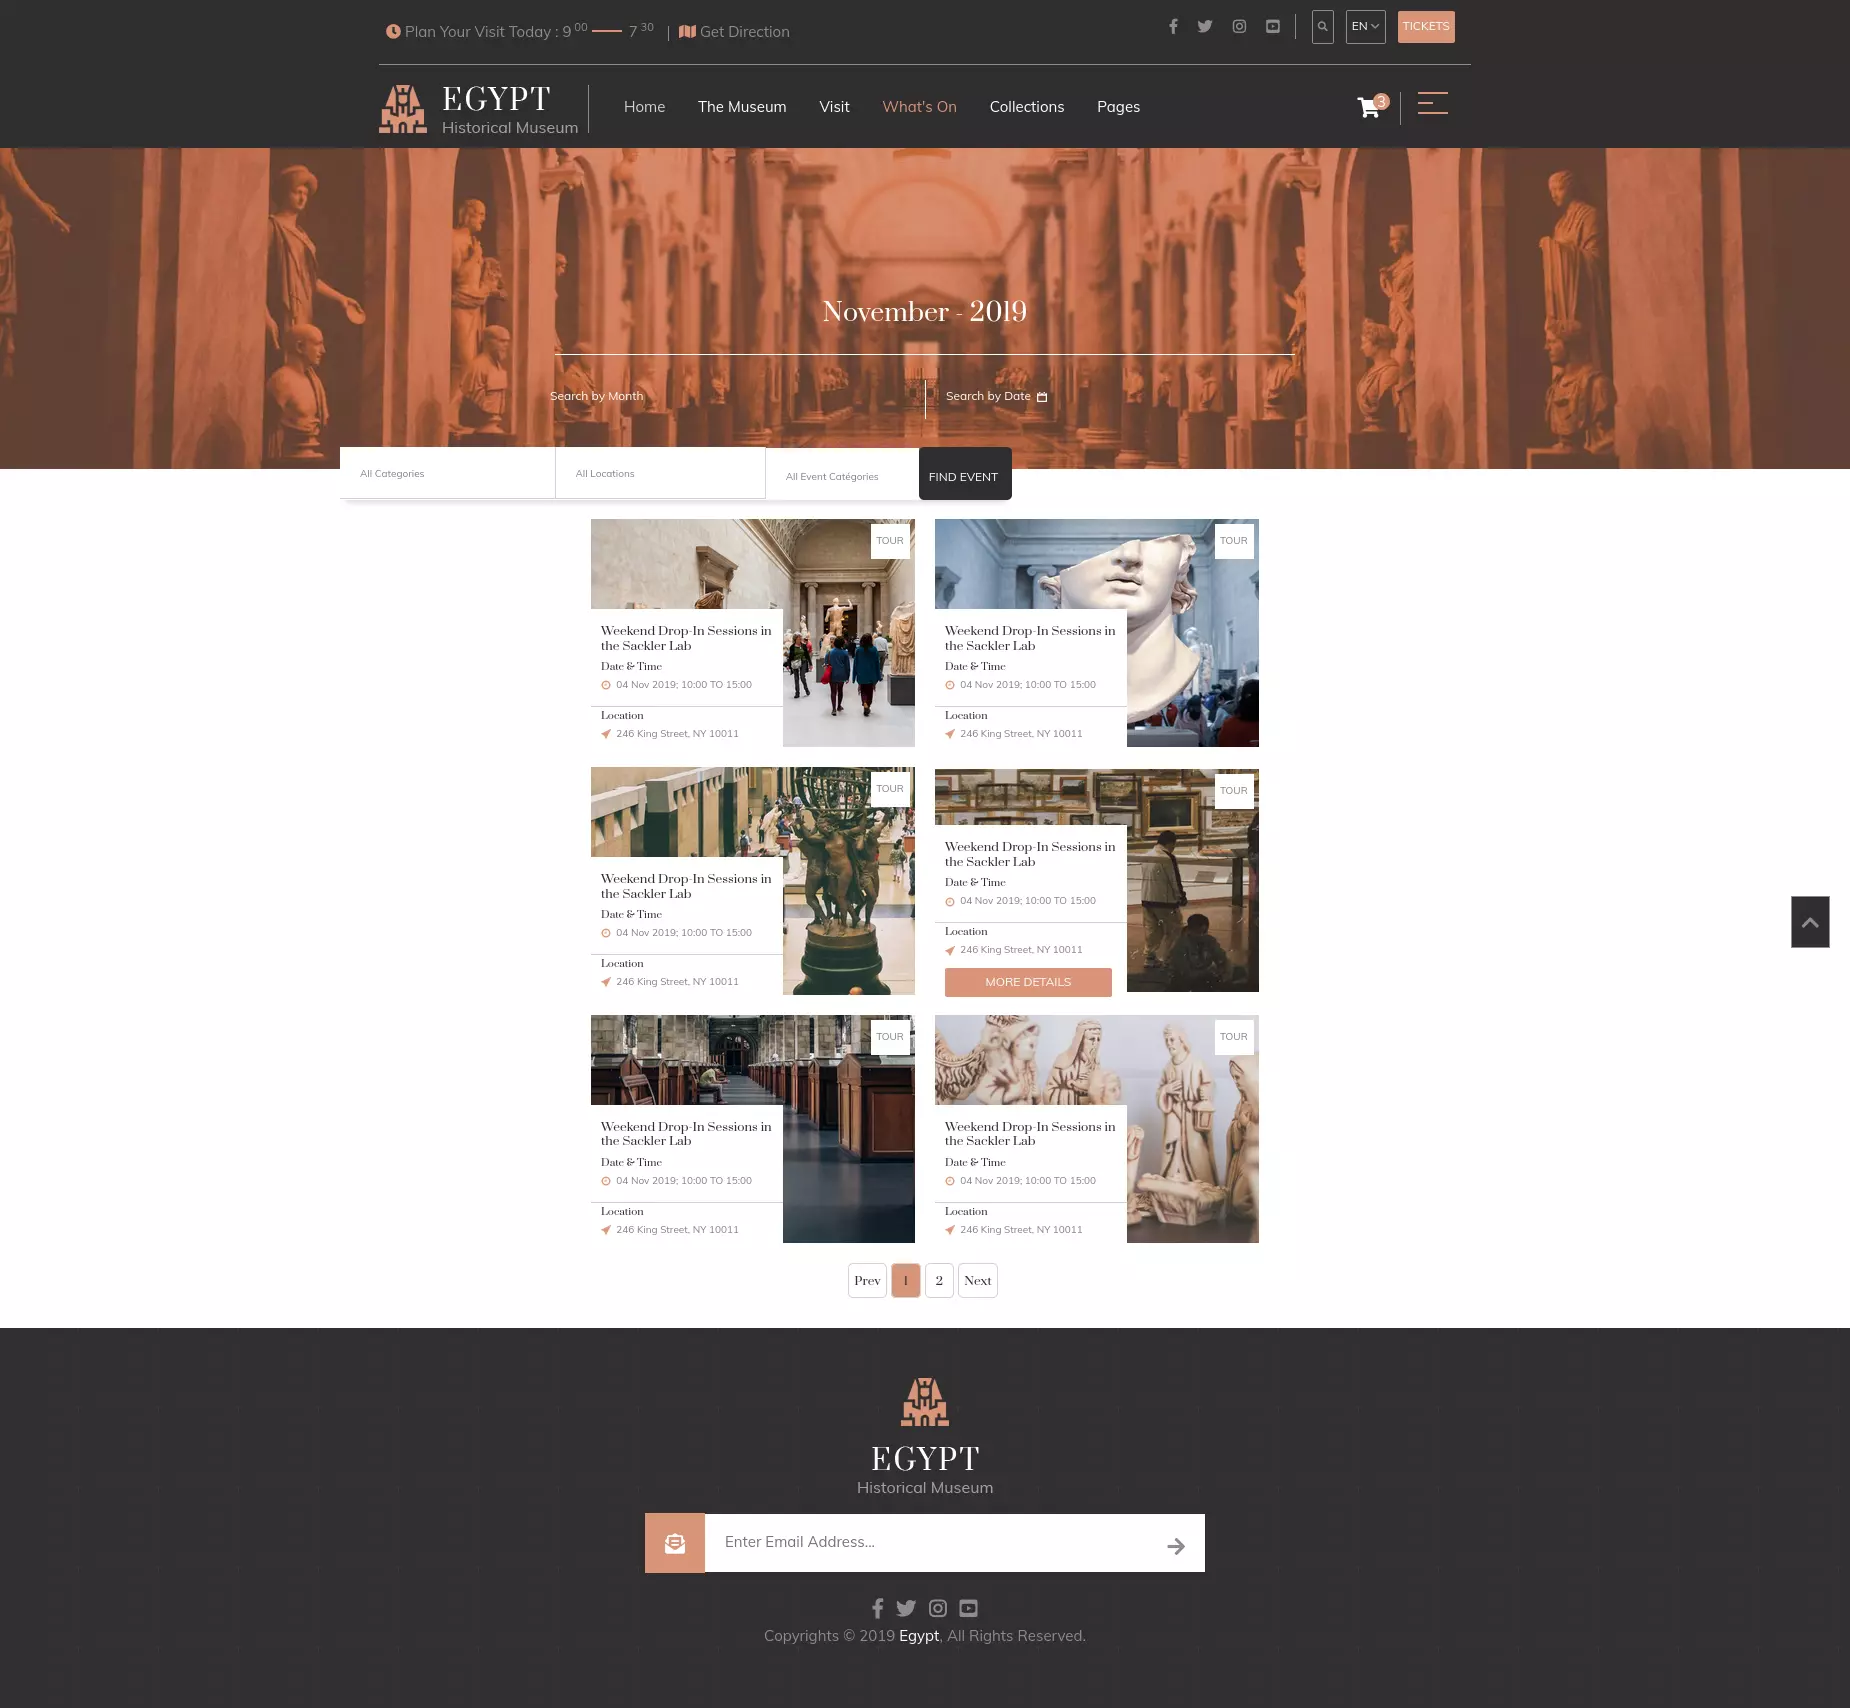 Plan Your Visit Today : 9 00 7 30 | Get Direction
EN
TICKETS
EGYPT
Historical Museum
Home
The Museum
Visit
What's On
Collections
Pages
3
November - 2019
Search by Month
Search by Date
All Categories
All Locations
All Event Catégories
FIND EVENT
TOUR
Weekend Drop-In Sessions in
the Sackler Lab
Date & Time
04 Nov 2019; 10:00 TO 15:00
Location
246 King Street, NY 10011
TOUR
Weekend Drop-In Sessions in
the Sackler Lab
Date & Time
04 Nov 2019; 10:00 TO 15:00
Location
246 King Street, NY 10011
TOUR
Weekend Drop-In Sessions in
the Sackler Lab
Date & Time
04 Nov 2019; 10:00 TO 15:00
Location
246 King Street, NY 10011
TOUR
Weekend Drop-In Sessions in
the Sackler Lab
Date & Time
04 Nov 2019; 10:00 TO 15:00
Location
246 King Street, NY 10011
MORE DETAILS
TOUR
Weekend Drop-In Sessions in
the Sackler Lab
Date & Time
04 Nov 2019; 10:00 TO 15:00
Location
246 King Street, NY 10011
TOUR
Weekend Drop-In Sessions in
the Sackler Lab
Date & Time
04 Nov 2019; 10:00 TO 15:00
Location
246 King Street, NY 10011
Prev
1
2
Next
EGYPT
Historical Museum
Enter Email Address...
Copyrights © 2019 Egypt, All Rights Reserved.